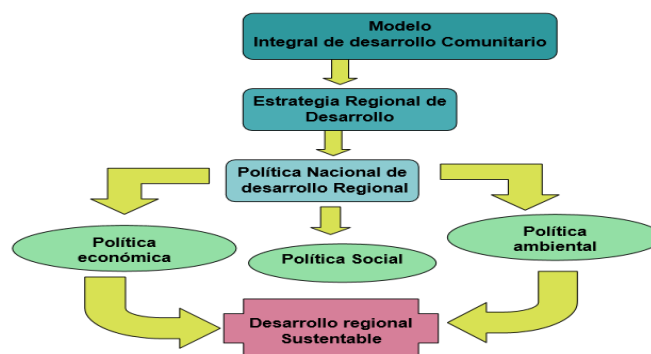 Modelo
Integral de desarrollo Comunitario
Estrategia Regional de
Desarrollo
Política Nacional de
desarrollo Regional
Política
económica
Política Social
Política
ambiental
Desarrollo regional
Sustentable